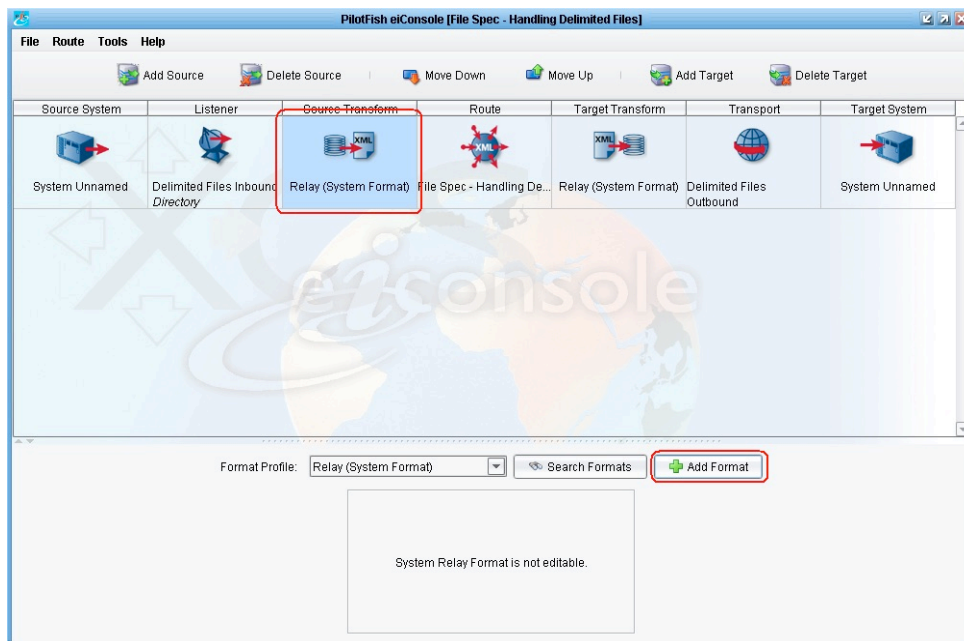 PilotFish eiConsole [File Spec - Handling Delimited Files]
File Route Tools Help
Add Source Delete Source Move Down Move Up Add Target Delete Target
Source System Listener Source Transform Route Target Transform Transport Target System
XML XML XML
System Unnamed Delimited Files Inbound Relay (System Format) File Spec - Handling De... Relay (System Format) Delimited Files System Unnamed
Directory Outbound
eiconsole
Format Profile: Relay (System Format) Search Formats Add Format
System Relay Format is not editable.